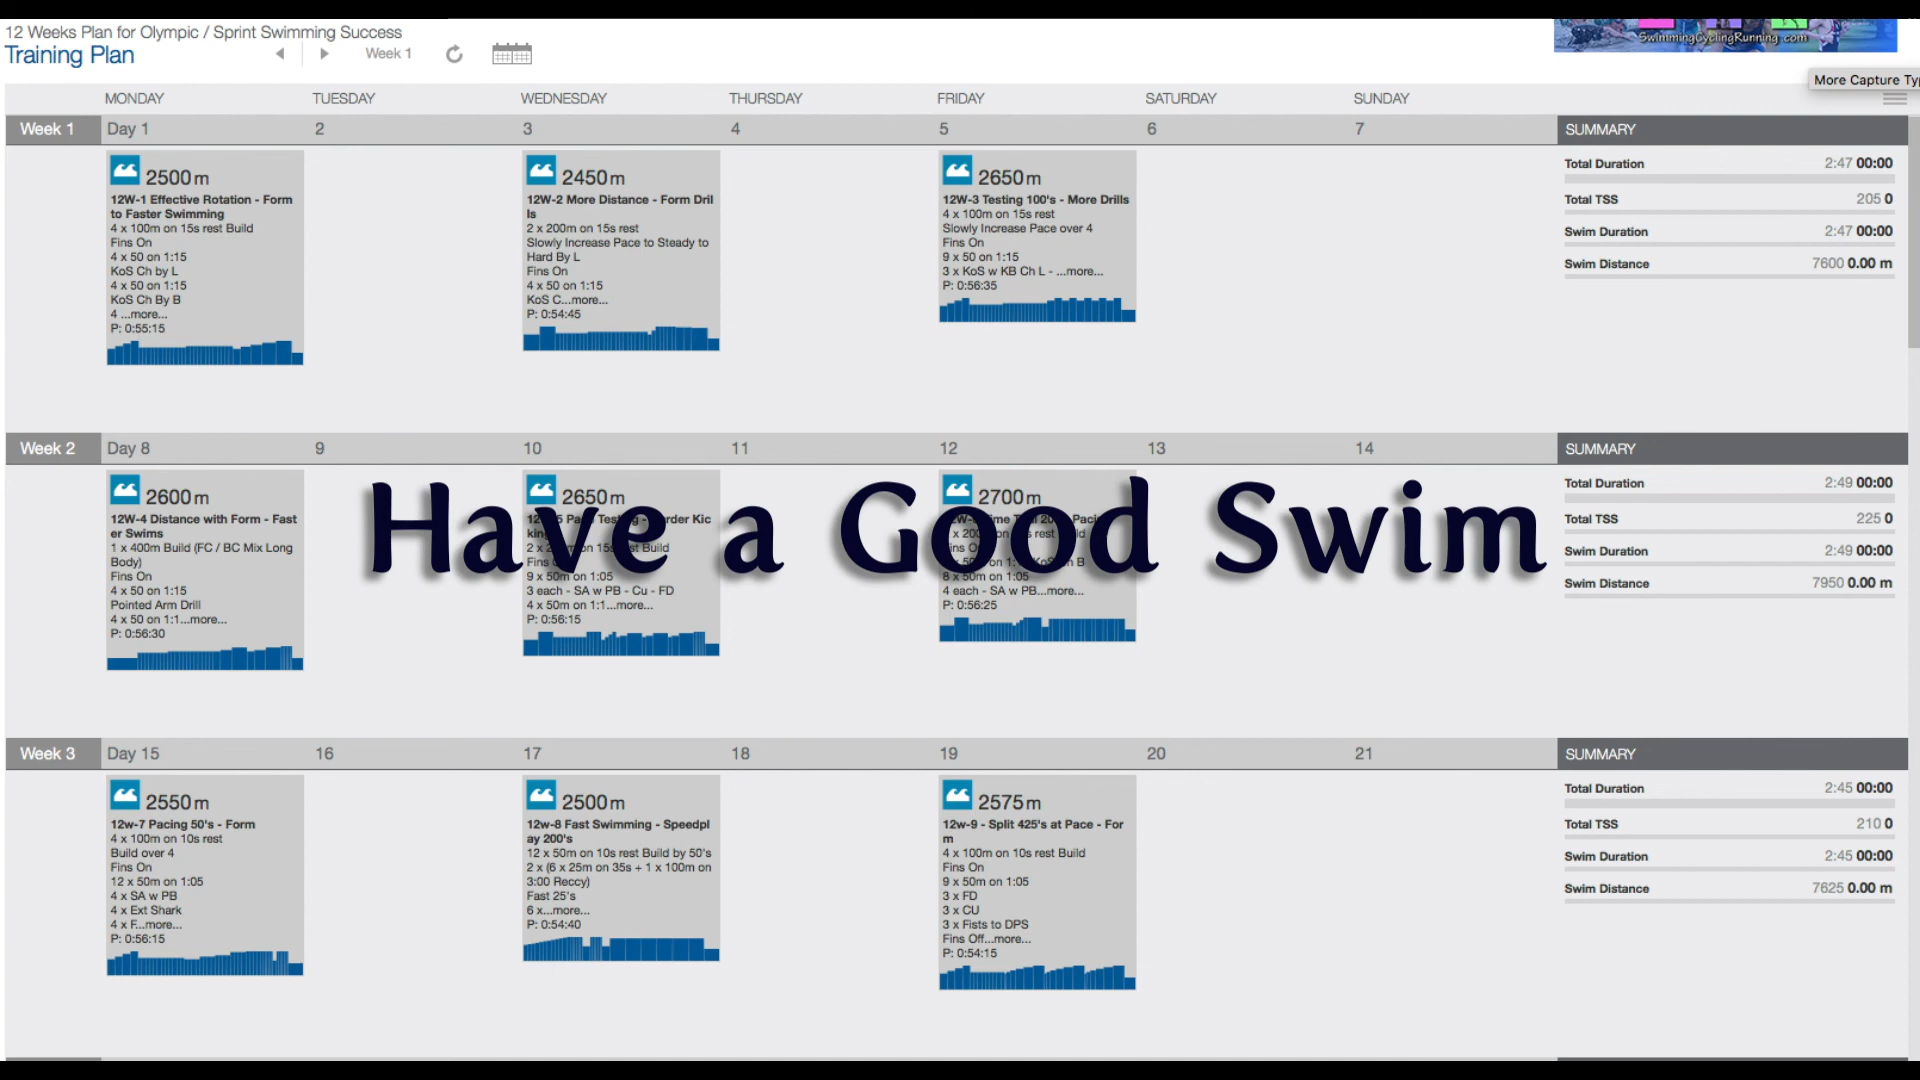 12 Weeks Plan for Olympic / Sprint Swimming Success
Training Plan
Week 1
SwimmingCyclingRunning.com
More Capture Ty
MONDAY TUESDAY WEDNESDAY THURSDAY FRIDAY SATURDAY SUNDAY
Week 1 Day 1 2 3 4 5 6 7 SUMMARY
2500 m
12W-1 Effective Rotation - Form
to Faster Swimming
4 x 100m on 15s rest Build
Fins On
4 x 50 on 1:15
KoS Ch by L
4 x 50 on 1:15
KoS Ch By B
4 ...more...
P: 0:55:15
2450 m
12W-2 More Distance - Form Dril
ls
2 x 200m on 15s rest
Slowly Increase Pace to Steady to
Hard By L
Fins On
4 x 50 on 1:15
KoS C...more...
P: 0:54:45
2650 m
12W-3 Testing 100's - More Drills
4 x 100m on 15s rest
Slowly Increase Pace over 4
Fins On
9 x 50 on 1:15
3 x KoS w KB Ch L - ...more...
P: 0:56:35
Total Duration 2:47 00:00
Total TSS 205 0
Swim Duration 2:47 00:00
Swim Distance 7600 0.00 m
Week 2 Day 8 9 10 11 12 13 14 SUMMARY
2600 m
12W-4 Distance with Form - Fast
er Swims
1 x 400m Build (FC / BC Mix Long
Body)
Fins On
4 x 50 on 1:15
Pointed Arm Drill
4 x 50 on 1:1...more...
P: 0:56:30
2650 m
Kic
2 x
Fins
9 x 50m on 1:05
3 each - SA w PB - Cu - FD
4 x 50m on 1:1...more...
P: 0:56:15
2700 m
8 x 50m on 1:05
4 each - SA w PB...more...
P: 0:56:25
Have a Good Swim
Total Duration 2:49 00:00
Total TSS 225 0
Swim Duration 2:49 00:00
Swim Distance 7950 0.00 m
Week 3 Day 15 16 17 18 19 20 21 SUMMARY
2550 m
12w-7 Pacing 50's - Form
4 x 100m on 10s rest
Build over 4
Fins On
12 x 50m on 1:05
4 x SA w PB
4 x Ext Shark
4 x F...more...
P: 0:56:15
2500 m
12w-8 Fast Swimming - Speedpl
ay 200's
12 x 50m on 10s rest Build by 50's
2 x (6 x 25m on 35s + 1 x 100m on
3:00 Reccy)
Fast 25's
6 x...more...
P: 0:54:40
2575 m
12w-9 - Split 425's at Pace - For
m
4 x 100m on 10s rest Build
Fins On
9 x 50m on 1:05
3 x FD
3 x CU
3 x Fists to DPS
Fins Off...more...
P: 0:54:15
Total Duration 2:45 00:00
Total TSS 210 0
Swim Duration 2:45 00:00
Swim Distance 7625 0.00 m